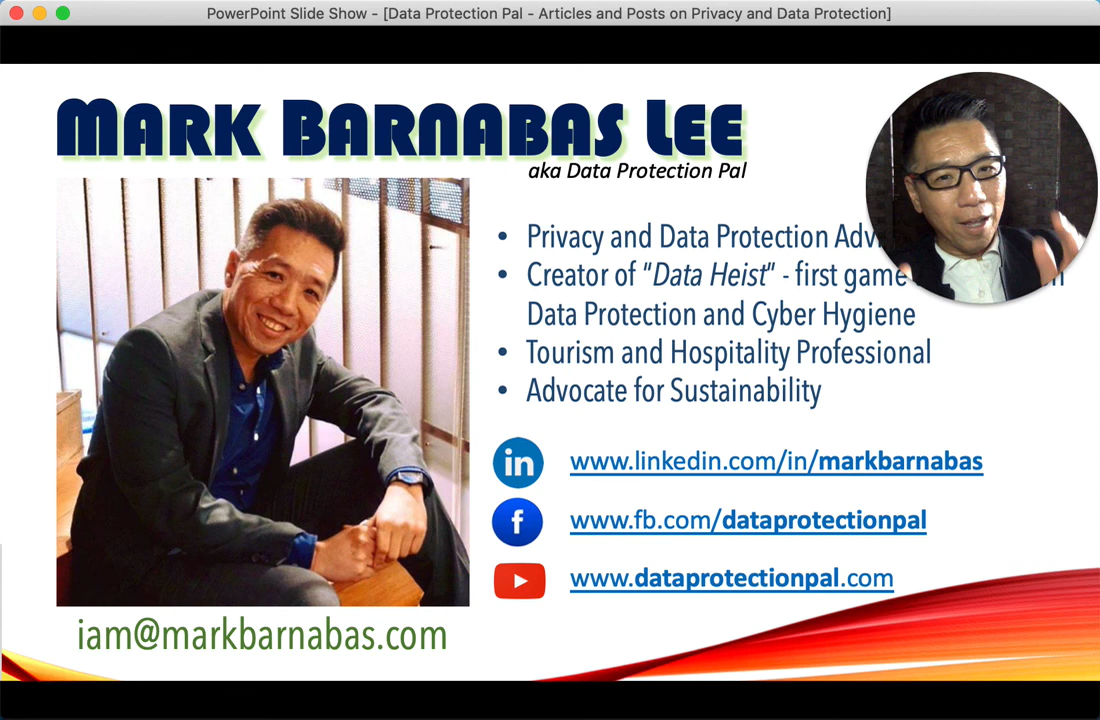 PowerPoint Slide Show - [Data Protection Pal - Articles and Posts on Privacy and Data Protection]
MARK BARNABAS LEE
aka Data Protection Pal
• Privacy and Data Protection
• Creator of "Data Heist" - first game
Data Protection and Cyber Hygiene
• Tourism and Hospitality Professional
• Advocate for Sustainability
in www.linkedin.com/in/markbarnabas
f www.fb.com/dataprotectionpal
www.dataprotectionpal.com
iam@markbarnabas.com